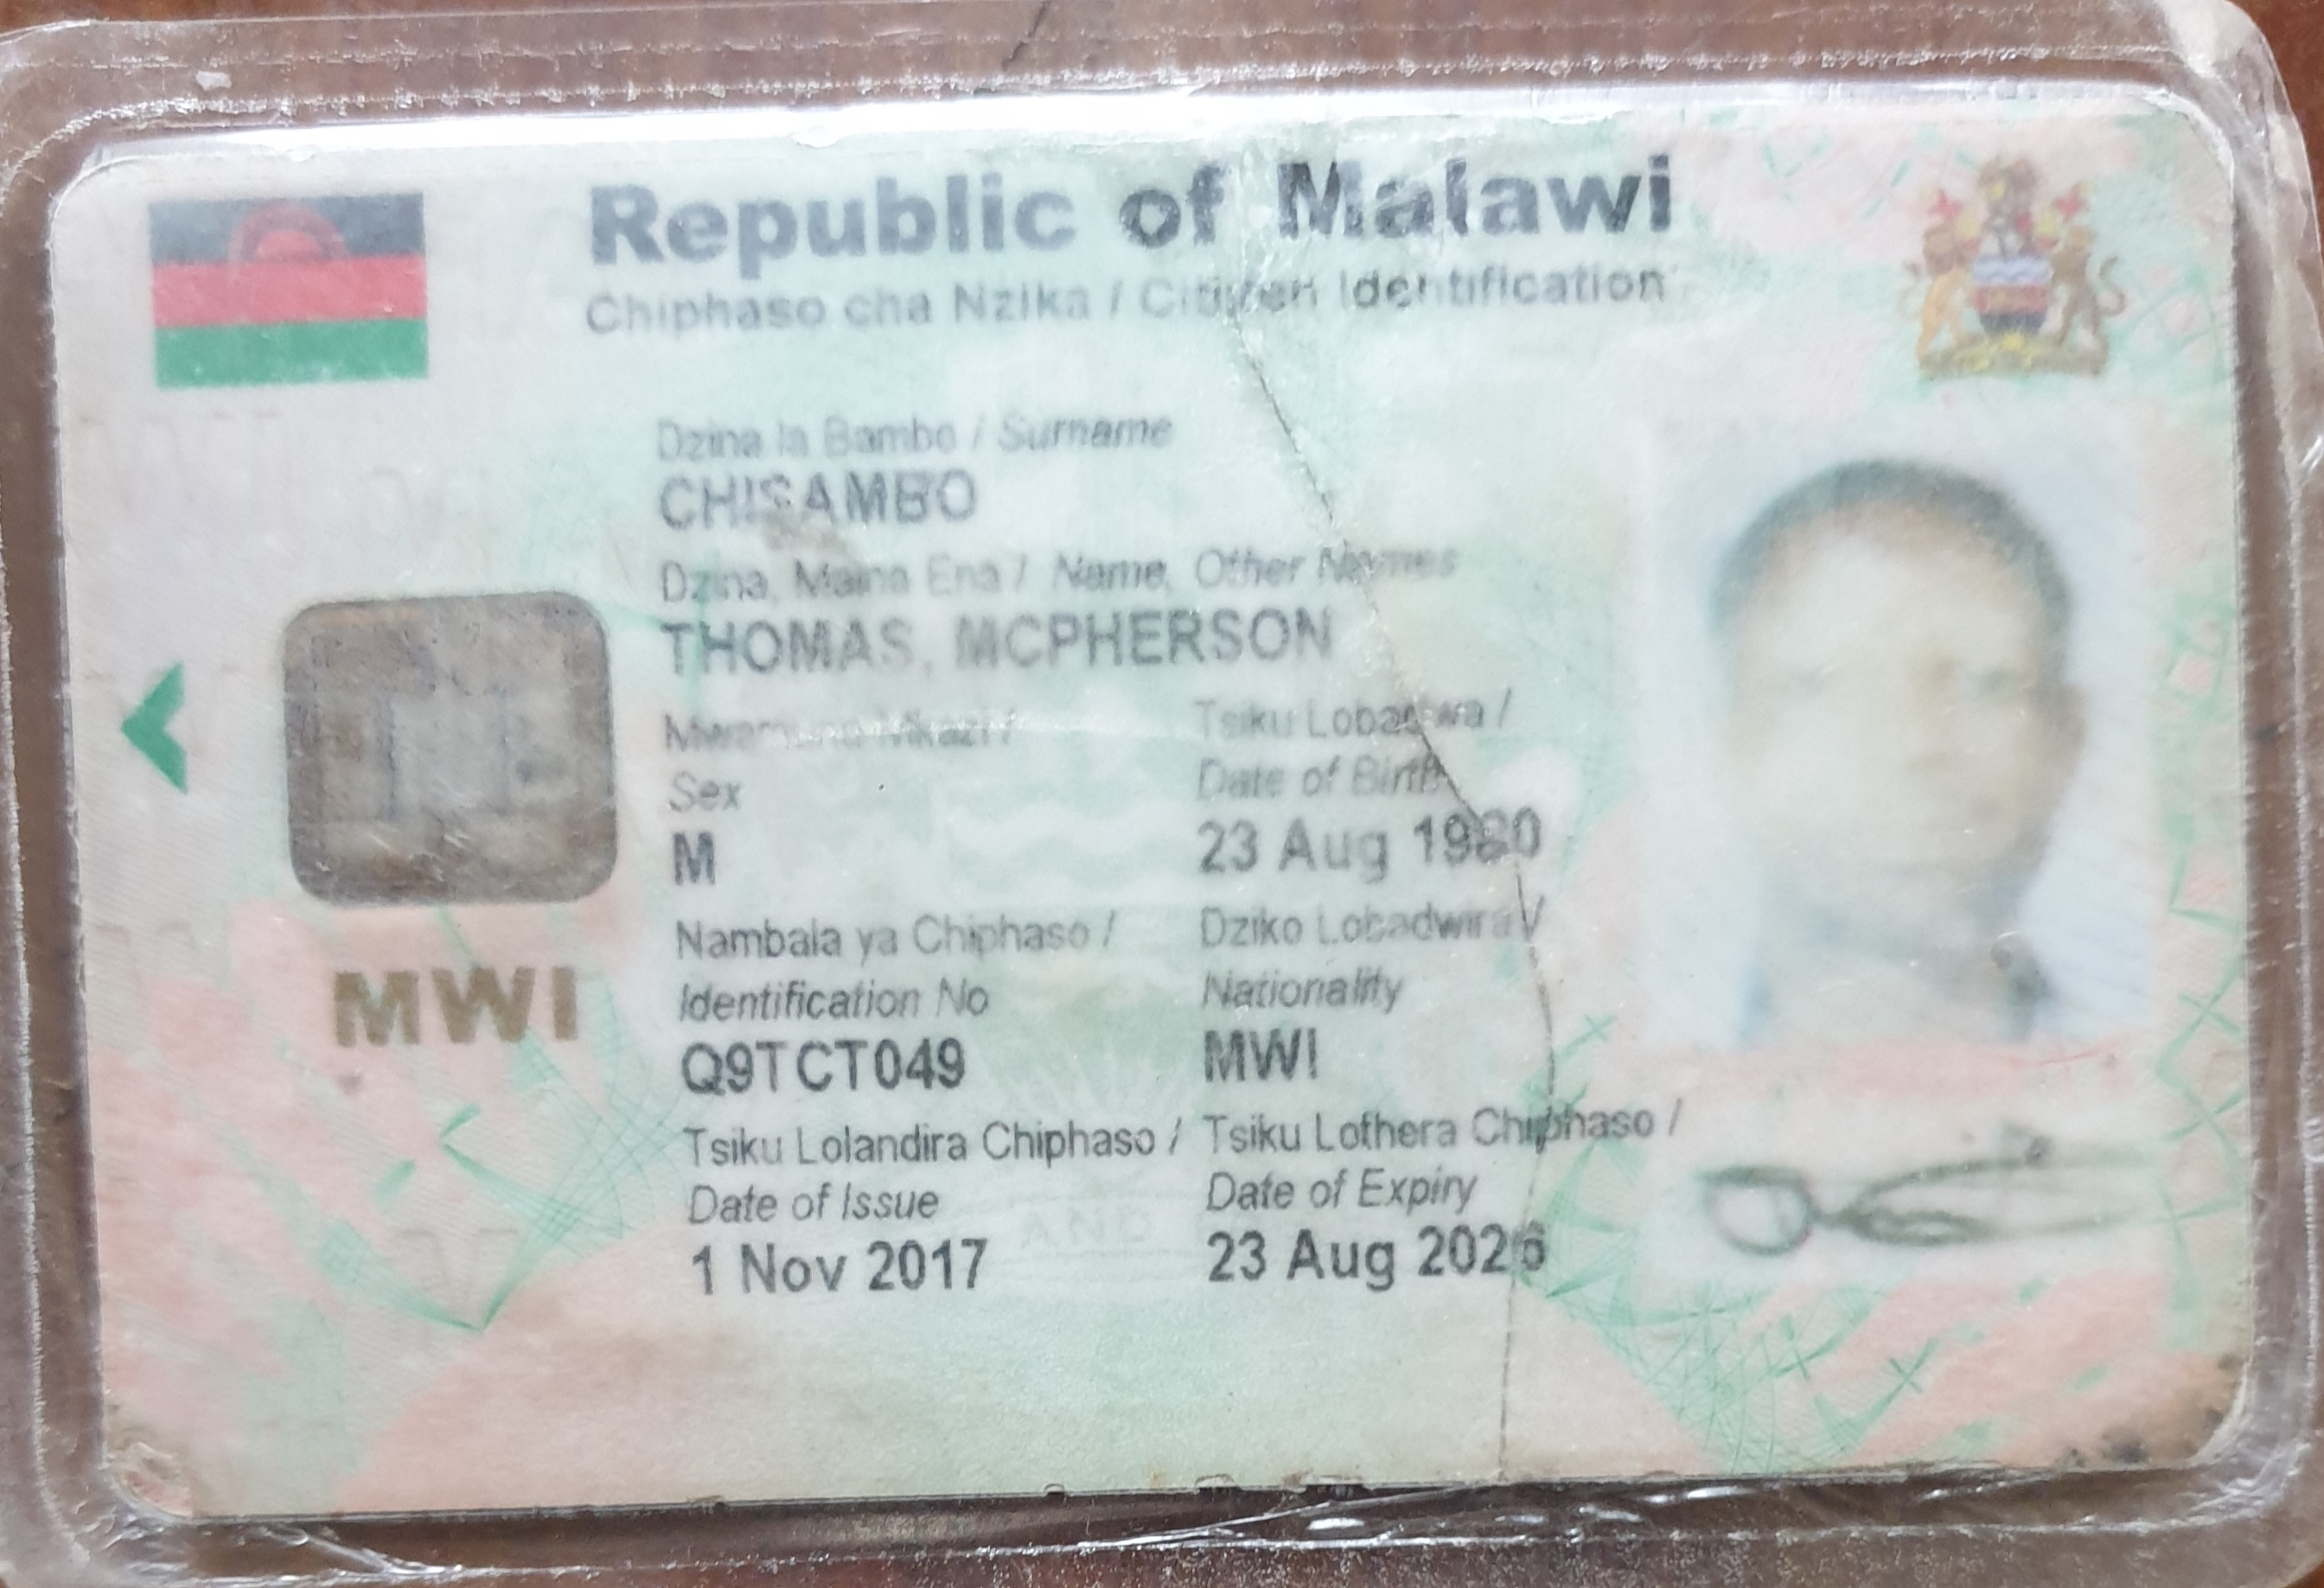 Republic of Malawi
Chiphaso cha Nzika / Citizen Identification
Dzina la Bambo / Surname
CHISAMBO
Dzina, Maina Ena / Name, Other Names
THOMAS, MCPHERSON
Mwamuna Mkazi / Tsiku Lobadwa /
Sex Date of Birth
M 23 Aug 1980
Nambala ya Chiphaso / Dziko Lobadwira /
Identification No Nationality
MWI
Q9TCT049 MWI
Tsiku Lolandira Chiphaso / Tsiku Lothera Chiphaso /
Date of Issue Date of Expiry
1 Nov 2017 23 Aug 2026